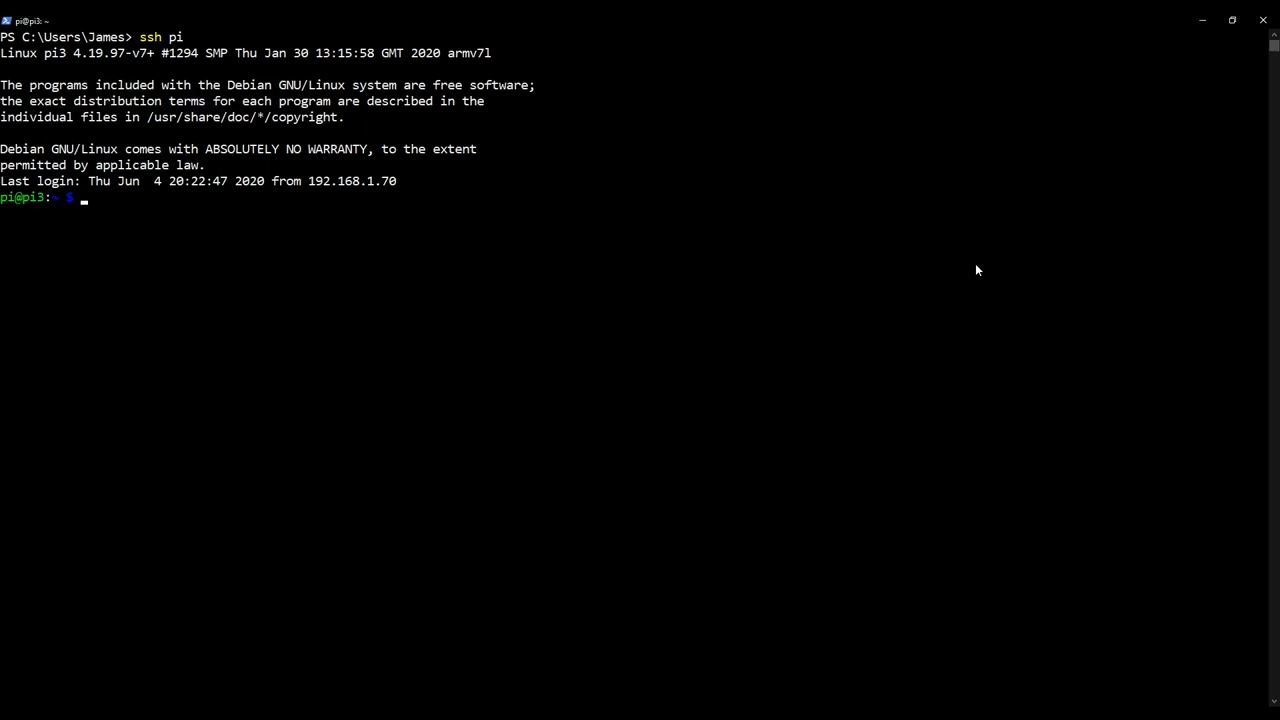 pi@pi3: ~
PS C:\Users\James> ssh pi
Linux pi3 4.19.97-v7+ #1294 SMP Thu Jan 30 13:15:58 GMT 2020 armv7l
The programs included with the Debian GNU/Linux system are free software;
the exact distribution terms for each program are described in the
individual files in /usr/share/doc/*/copyright.
Debian GNU/Linux comes with ABSOLUTELY NO WARRANTY, to the extent
permitted by applicable law.
Last login: Thu Jun  4 20:22:47 2020 from 192.168.1.70
pi@pi3:~ $